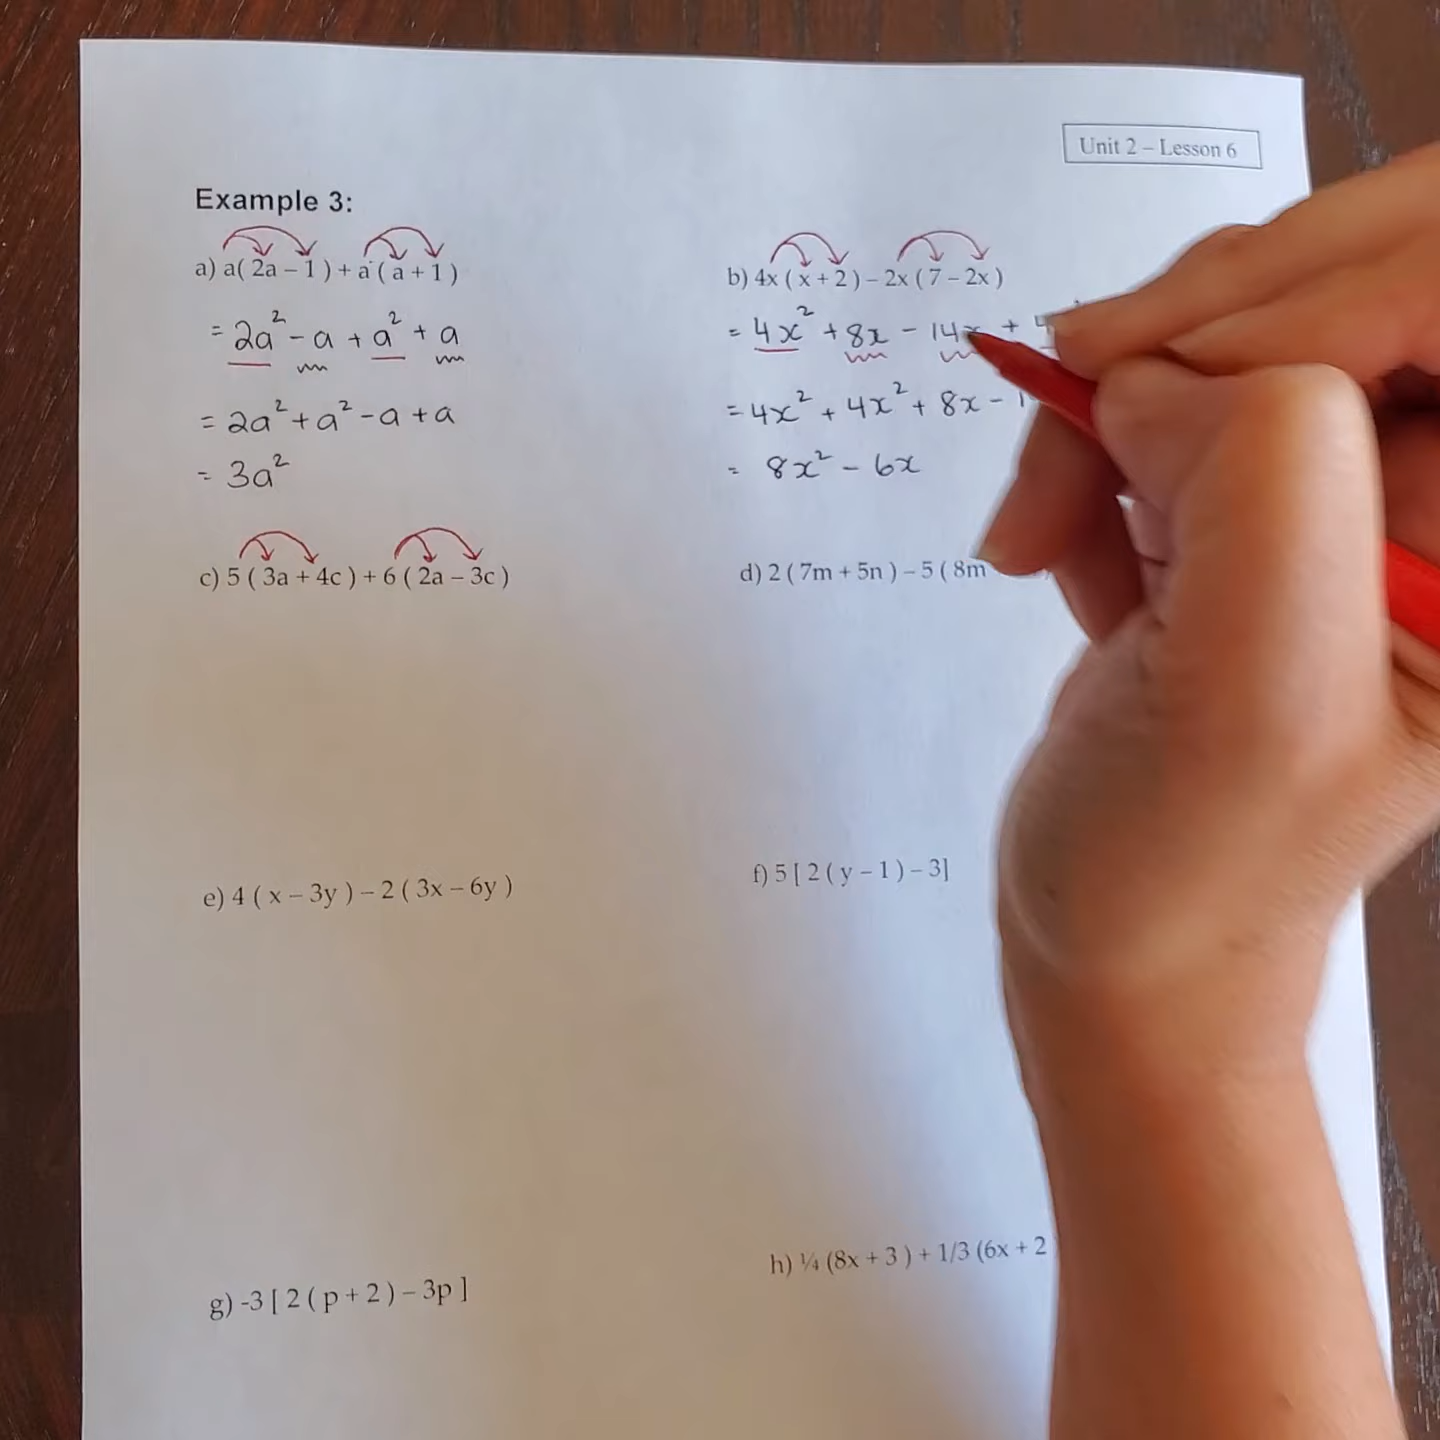 Unit 2 – Lesson 6
Example 3:
a) a( 2a – 1 ) + a ( a + 1 )
= 2a² - a + a² + a
= 2a² + a² - a + a
= 3a²
b) 4x ( x + 2 ) – 2x ( 7 – 2x )
= 4x² + 8x - 14x + 4
= 4x² + 4x² + 8x - 1
= 8x² - 6x
c) 5 ( 3a + 4c ) + 6 ( 2a – 3c )
d) 2 ( 7m + 5n ) – 5 ( 8m
e) 4 ( x – 3y ) – 2 ( 3x – 6y )
f) 5 [ 2 ( y – 1 ) – 3]
g) -3 [ 2 ( p + 2 ) – 3p ]
h) ¼ (8x + 3 ) + 1/3 (6x + 2